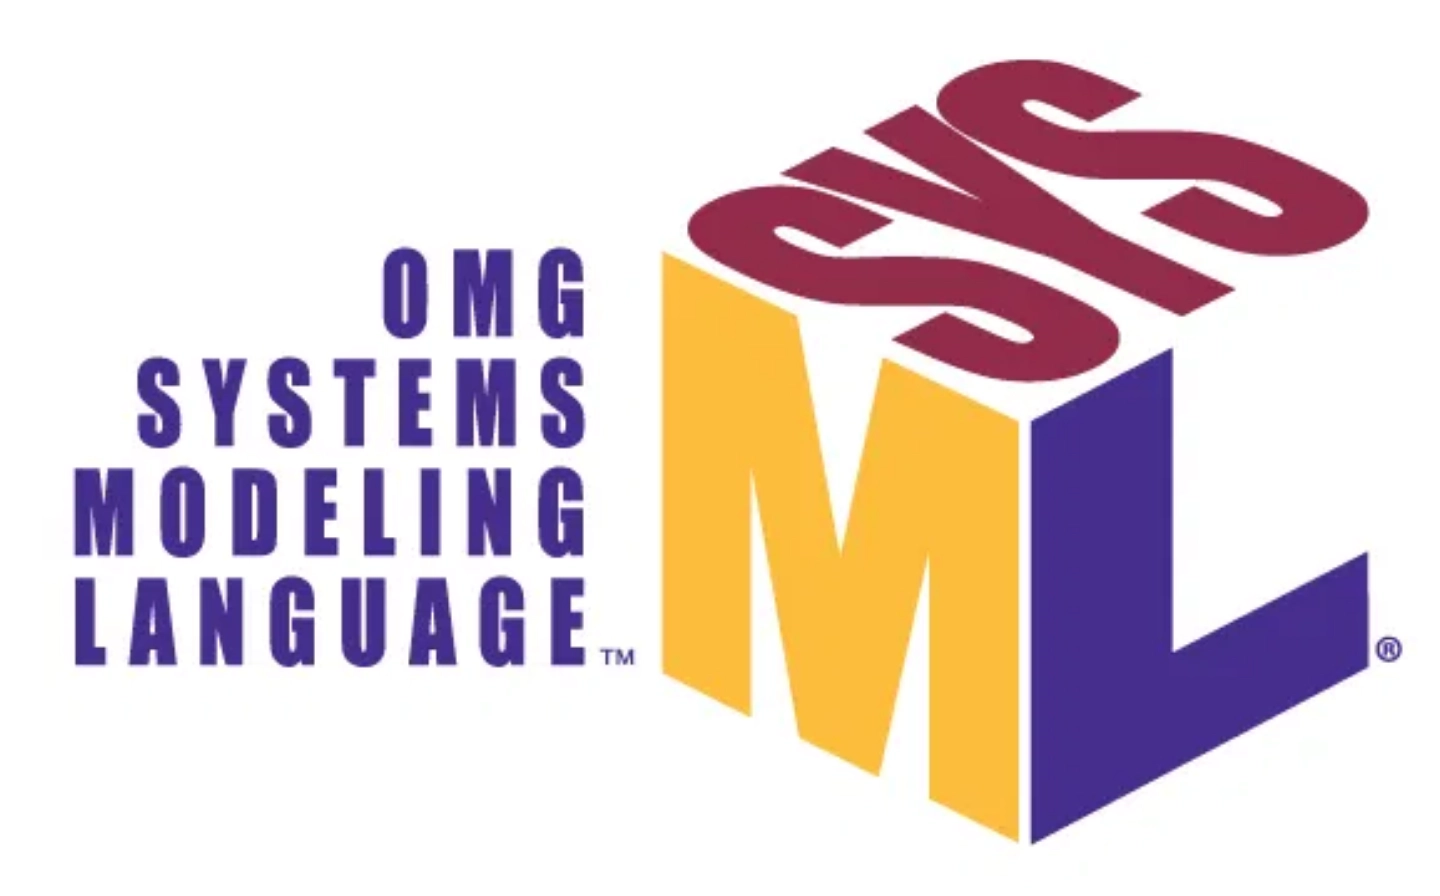 OMG
SYSTEMS
MODELING
LANGUAGE™
SYS
ML®